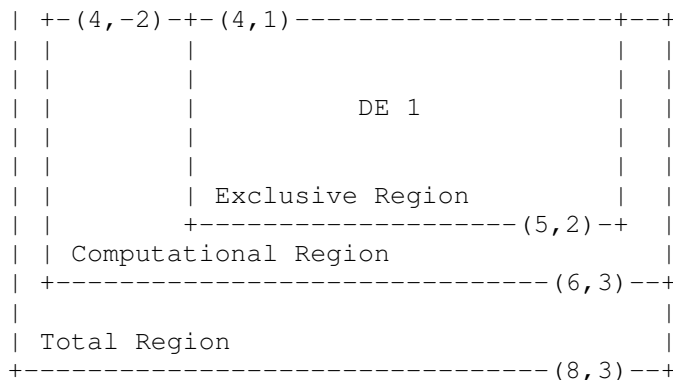 | +-(4,-2)-+-(4,1)---------------------+--+
| | | | |
| | | | |
| | | DE 1 | |
| | | | |
| | | | |
| | | Exclusive Region | |
| | +--------------------(5,2)-+ |
| | Computational Region |
| +-------------------------------(6,3)--+
| |
| Total Region |
+---------------------------------(8,3)--+